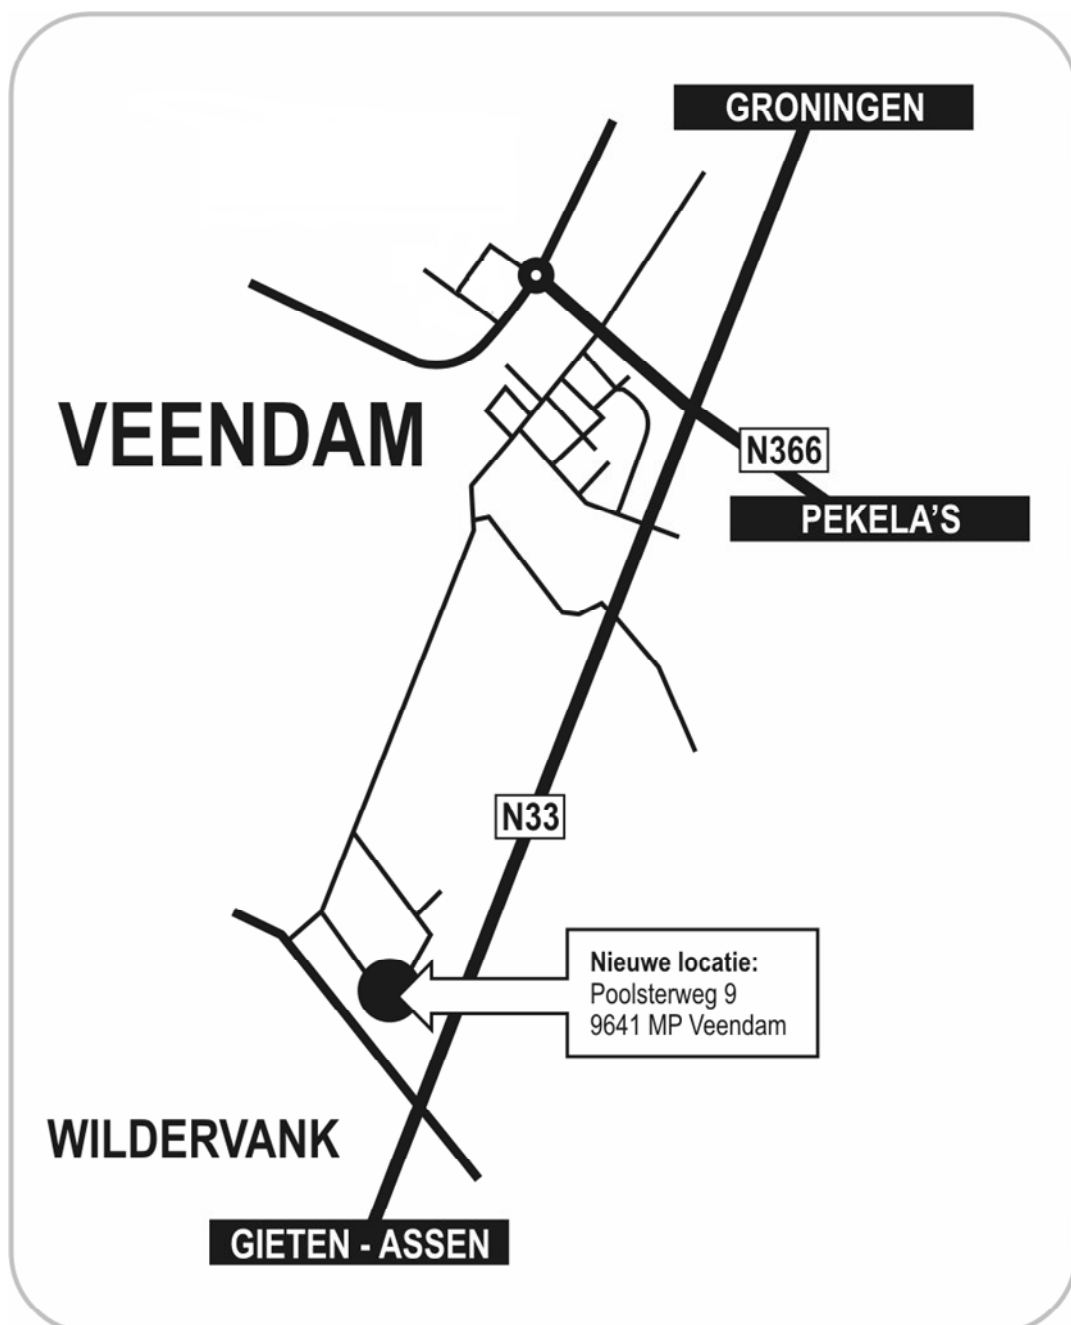 GRONINGEN
VEENDAM
N366
PEKELA'S
N33
Nieuwe locatie:
Poolsterweg 9
9641 MP Veendam
WILDERVANK
GIETEN - ASSEN